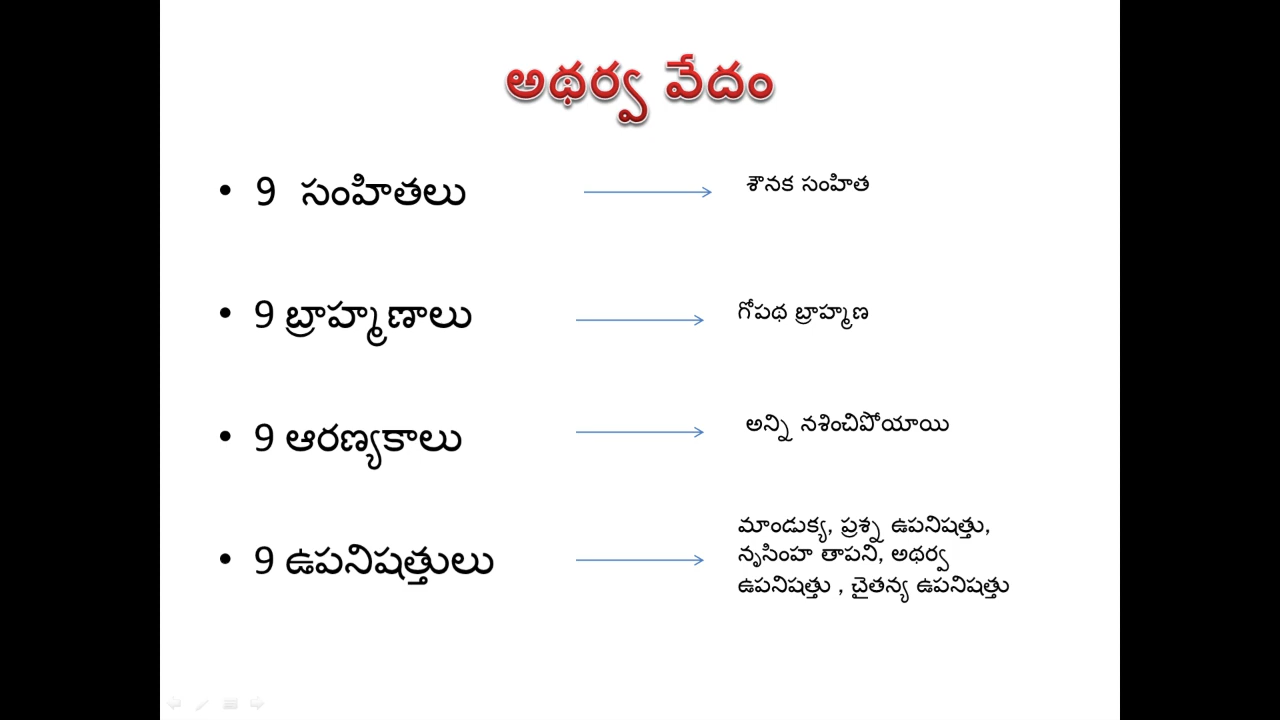 అథర్వ వేదం
• 9 సంహితలు
శౌనక సంహిత
• 9 బ్రాహ్మణాలు
గోపథ బ్రాహ్మణ
• 9 ఆరణ్యకాలు
అన్ని నశించిపోయాయి
• 9 ఉపనిషత్తులు
మాండుక్య, ప్రశ్న ఉపనిషత్తు,
నృసింహ తాపని, అథర్వ
ఉపనిషత్తు , చైతన్య ఉపనిషత్తు